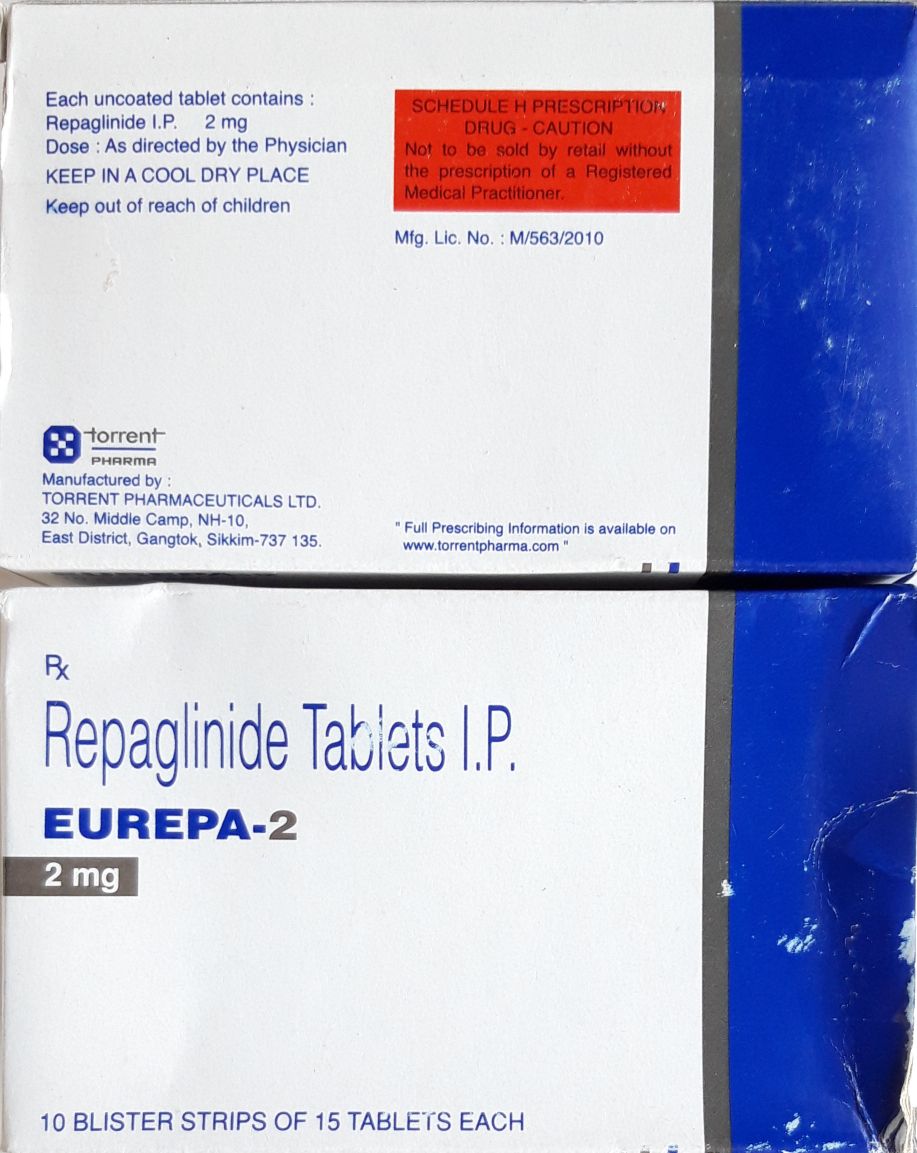 Each uncoated tablet contains :
Repaglinide I.P. 2 mg
Dose : As directed by the Physician
KEEP IN A COOL DRY PLACE
Keep out of reach of children
SCHEDULE H PRESCRIPTION
DRUG - CAUTION
Not to be sold by retail without
the prescription of a Registered
Medical Practitioner.
Mfg. Lic. No. : M/563/2010
torrent
PHARMA
Manufactured by :
TORRENT PHARMACEUTICALS LTD.
32 No. Middle Camp, NH-10,
East District, Gangtok, Sikkim-737 135.
" Full Prescribing Information is available on
www.torrentpharma.com "
Rx
Repaglinide Tablets I.P.
EUREPA-2
2 mg
10 BLISTER STRIPS OF 15 TABLETS EACH